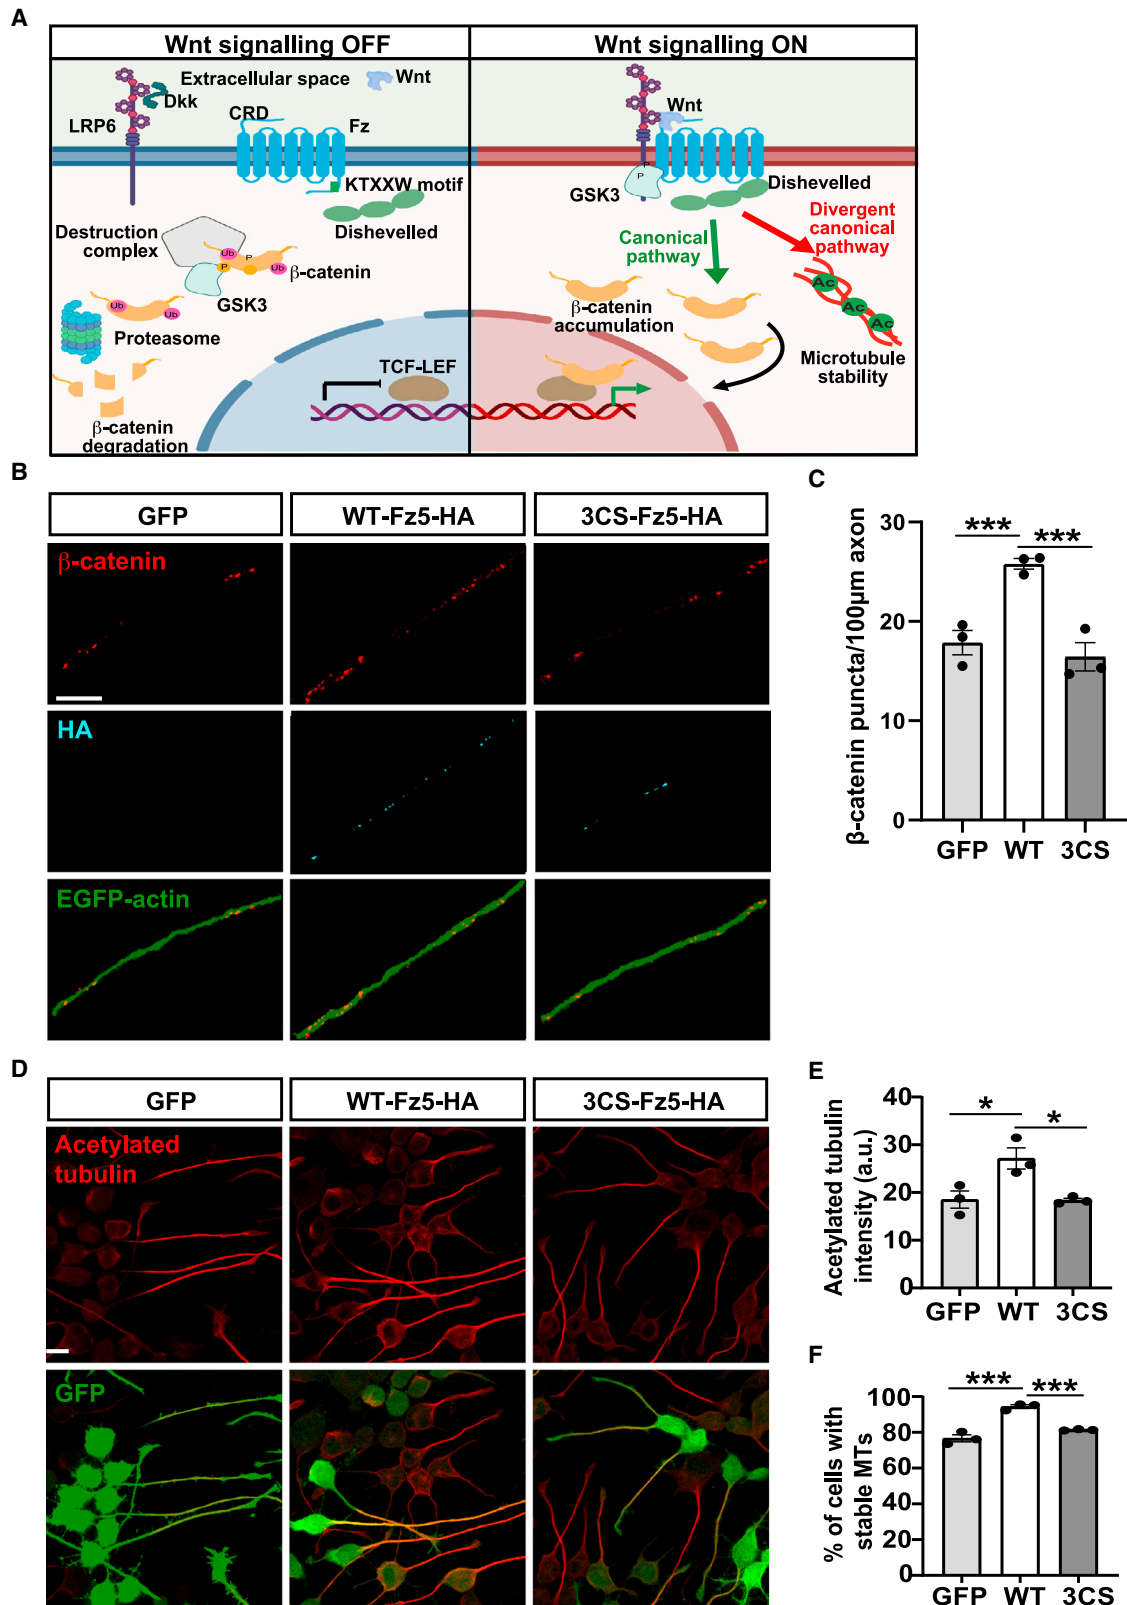 A
Wnt signalling OFF
Wnt signalling ON
Extracellular space
Wnt
Dkk
LRP6
CRD
Fz
KTXXW motif
Dishevelled
Destruction
complex
Ub
P
P
Ub
β-catenin
GSK3
Ub
Ub
Proteasome
β-catenin
degradation
TCF-LEF
Wnt
P
P
GSK3
Dishevelled
Canonical
pathway
Divergent
canonical
pathway
β-catenin
accumulation
Ac
Ac
Ac
Microtubule
stability
B
GFP
WT-Fz5-HA
3CS-Fz5-HA
β-catenin
HA
EGFP-actin
C
β-catenin puncta/100μm axon
30
20
10
0
***
***
GFP
WT
3CS
D
GFP
WT-Fz5-HA
3CS-Fz5-HA
Acetylated
tubulin
GFP
E
Acetylated tubulin
intensity (a.u.)
40
30
20
10
0
*
*
GFP
WT
3CS
F
% of cells with
stable MTs
100
80
60
40
20
0
***
***
GFP
WT
3CS